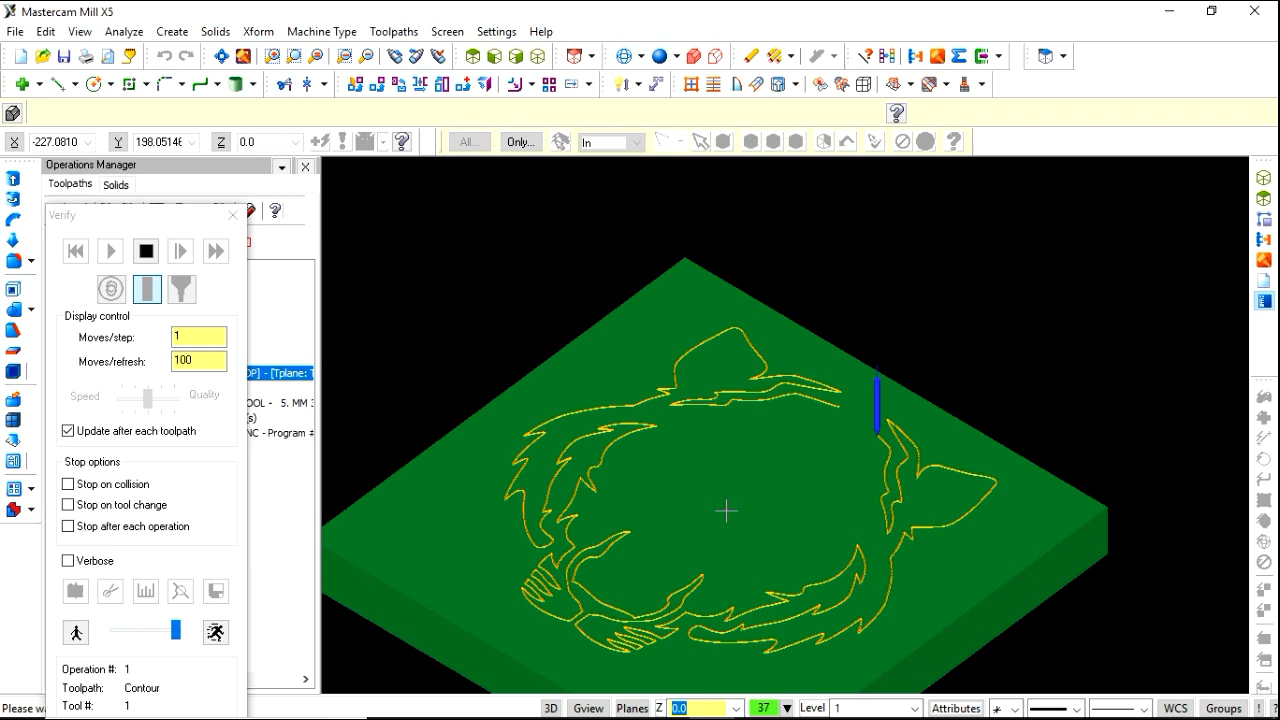 Mastercam Mill X5
File Edit View Analyze Create Solids Xform Machine Type Toolpaths Screen Settings Help
X -227.0810 Y 198.05146 Z 0.0 All... Only... In
Operations Manager
Toolpaths Solids
Verify
Display control
Moves/step: 1
Moves/refresh: 100
Speed Quality
Update after each toolpath
Stop options
Stop on collision
Stop on tool change
Stop after each operation
Verbose
Operation #: 1
Toolpath: Contour
Tool #: 1
OP] - [Tplane: T
OOL - 5. MM 3
(s)
NC - Program #
Please wa 3D Gview Planes Z 0.0 37 Level 1 Attributes WCS Groups ! ?